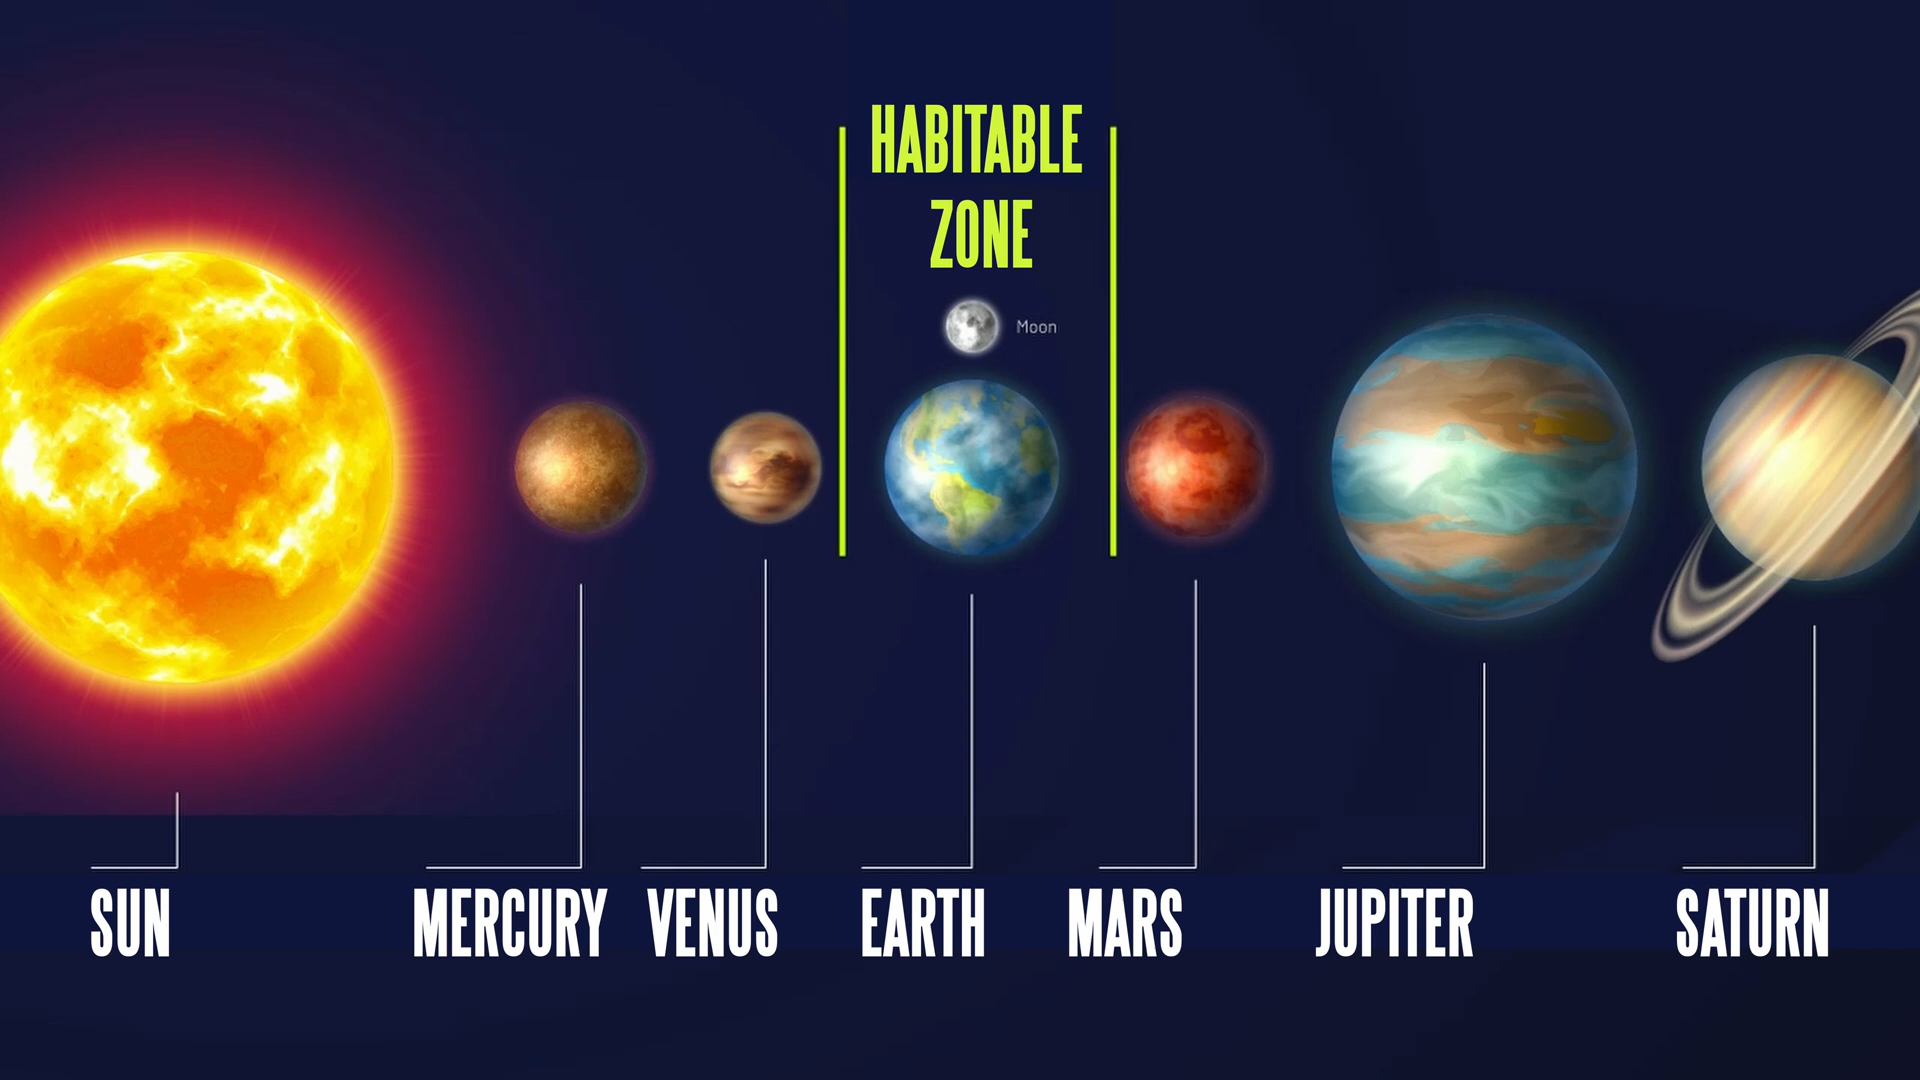 HABITABLE
ZONE
Moon
SUN
MERCURY
VENUS
EARTH
MARS
JUPITER
SATURN